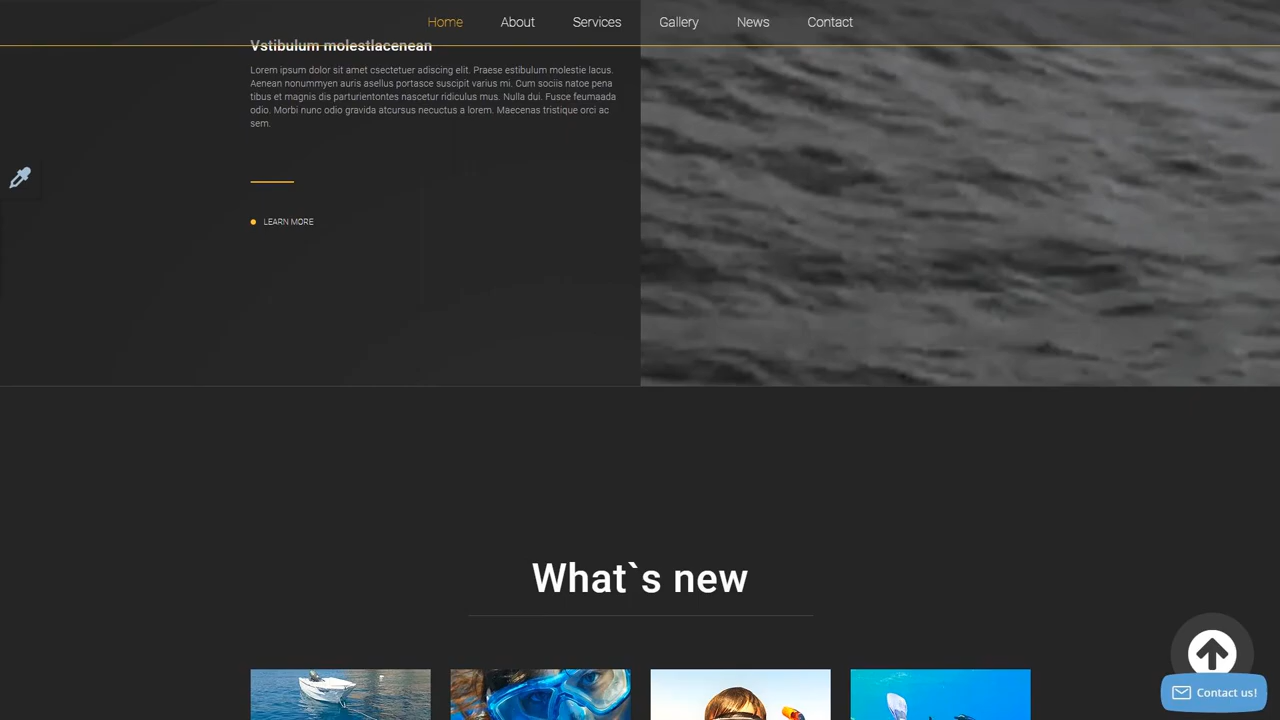 Home About Services Gallery News Contact
Vstibulum molestlacenean
Lorem ipsum dolor sit amet csectetuer adiscing elit. Praese estibulum molestie lacus.
Aenean nonummyen auris asellus portasce suscipit varius mi. Cum sociis natoe pena
tibus et magnis dis parturientontes nascetur ridiculus mus. Nulla dui. Fusce feumaada
odio. Morbi nunc odio gravida atcursus necuctus a lorem. Maecenas tristique orci ac
sem.
LEARN MORE
What`s new
Contact us!